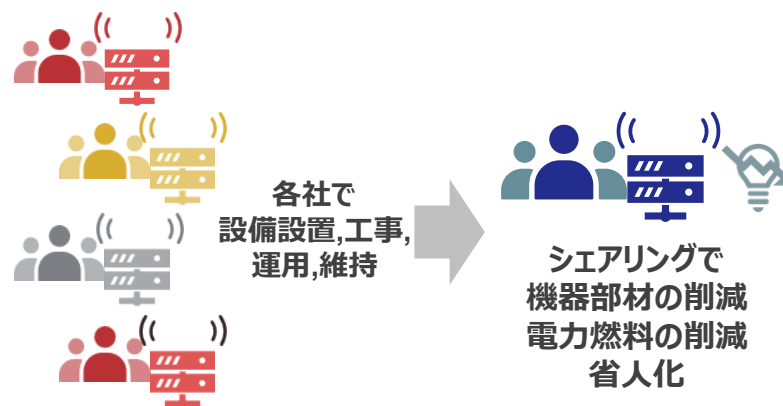 各社で
設備設置,工事,
運用,維持
シェアリングで
機器部材の削減
電力燃料の削減
省人化